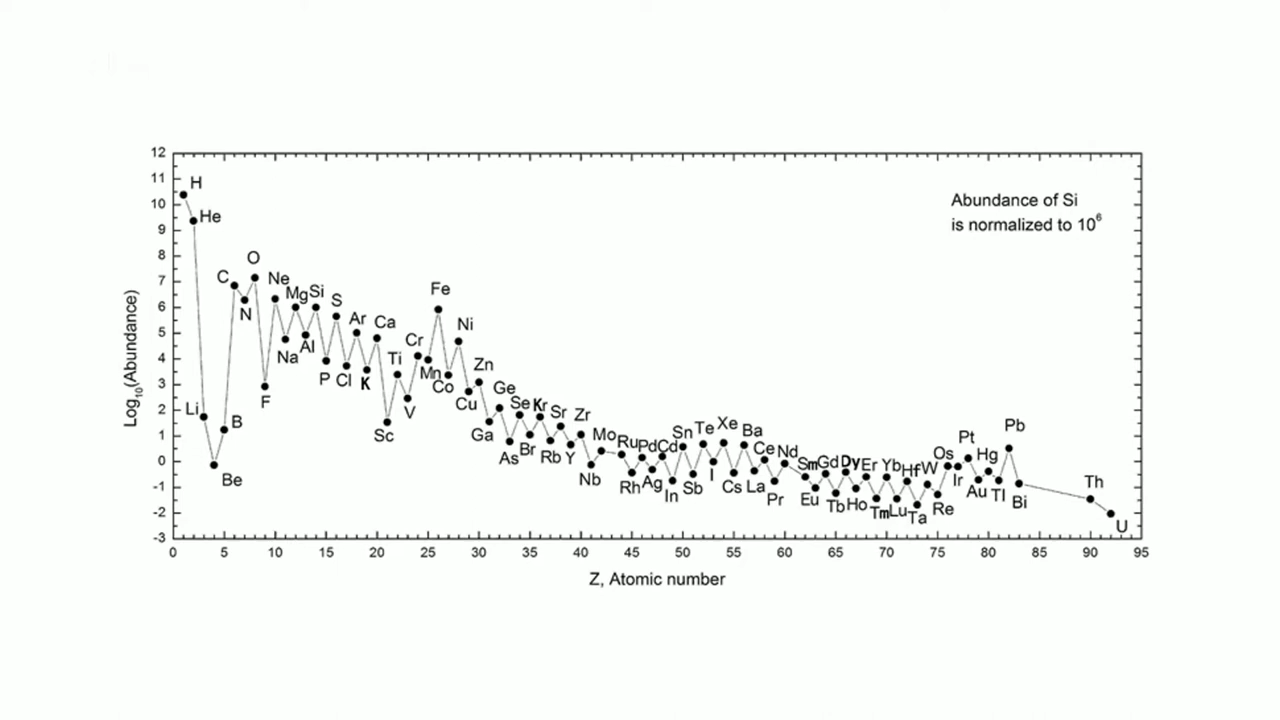 Abundance of Si
is normalized to 10⁶
Log₁₀(Abundance)
12
11
10
9
8
7
6
5
4
3
2
1
0
-1
-2
-3
H
He
Li
Be
B
C
N
O
F
Ne
Na
Mg
Al
Si
P
S
Cl
Ar
K
Ca
Sc
Ti
V
Cr
Mn
Fe
Co
Ni
Cu
Zn
Ga
Ge
As
Se
Br
Kr
Rb
Sr
Y
Zr
Nb
Mo
Ru
Rh
Pd
Ag
Cd
In
Sn
Sb
Te
I
Xe
Cs
Ba
La
Ce
Pr
Nd
Sm
Eu
Gd
Tb
Dy
Ho
Er
Tm
Yb
Lu
Hf
Ta
W
Re
Os
Ir
Pt
Au
Hg
Tl
Pb
Bi
Th
U
0 5 10 15 20 25 30 35 40 45 50 55 60 65 70 75 80 85 90 95
Z, Atomic number